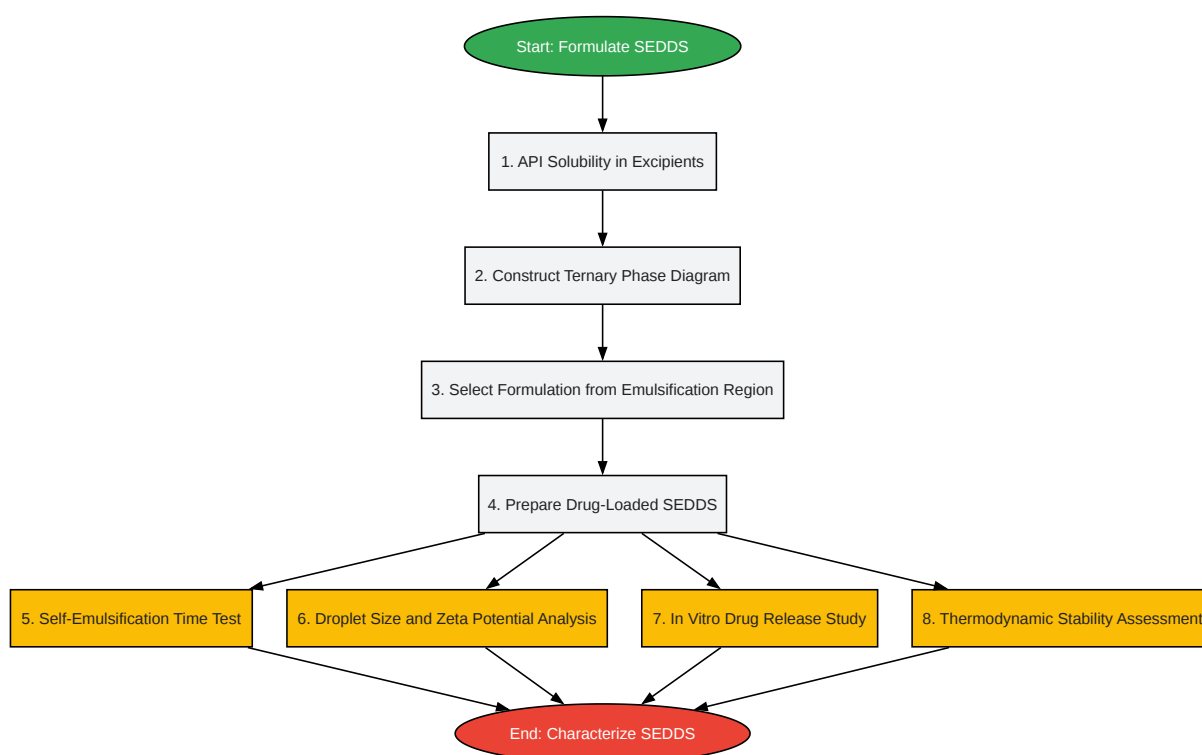 Start: Formulate SEDDS
1. API Solubility in Excipients
2. Construct Ternary Phase Diagram
3. Select Formulation from Emulsification Region
4. Prepare Drug-Loaded SEDDS
5. Self-Emulsification Time Test
6. Droplet Size and Zeta Potential Analysis
7. In Vitro Drug Release Study
8. Thermodynamic Stability Assessment
End: Characterize SEDDS